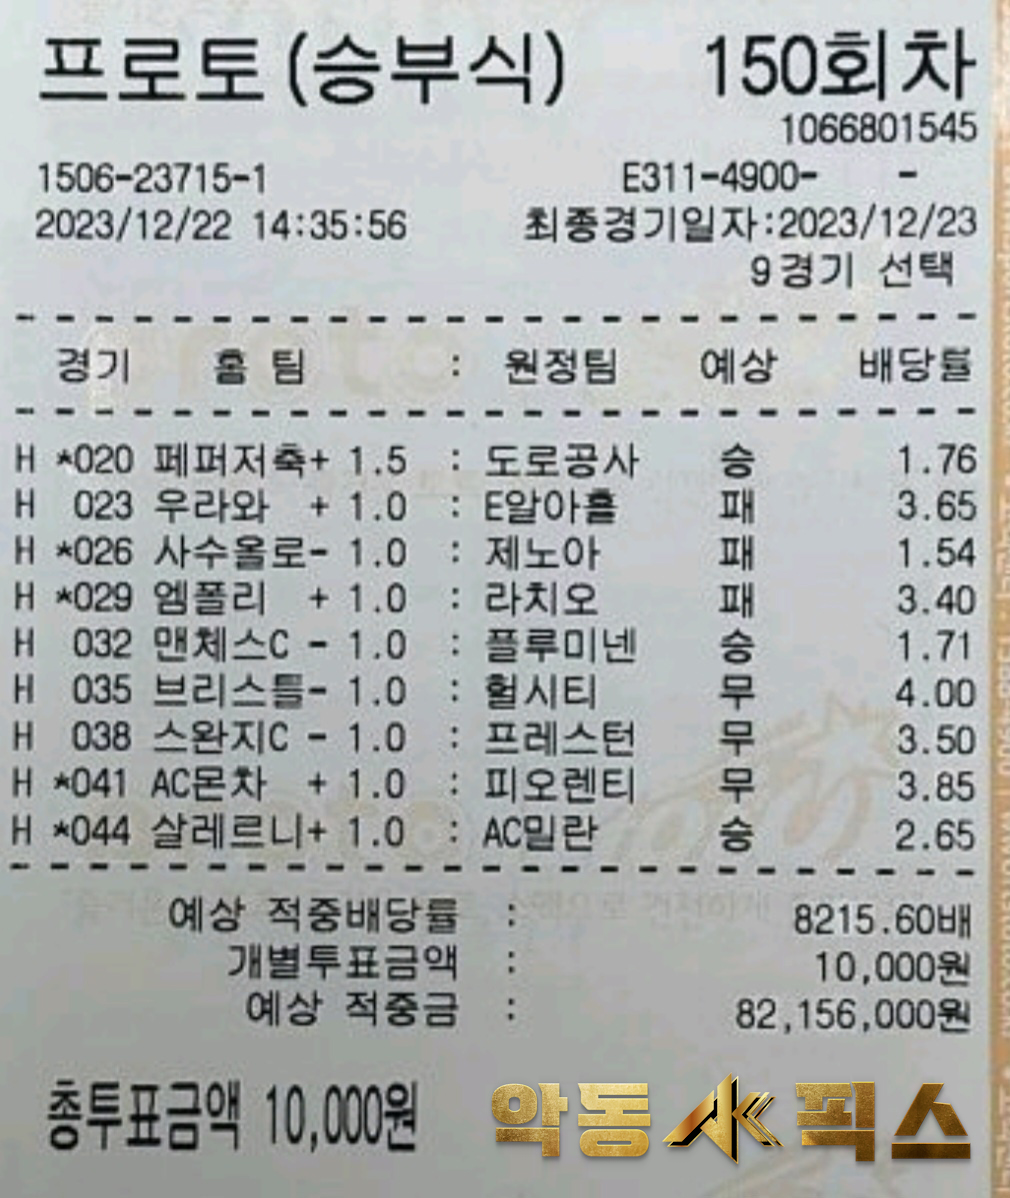 프로토(승부식) 150회차
1066801545
1506-23715-1 E311-4900- -
2023/12/22 14:35:56 최종경기일자:2023/12/23
9경기 선택
경기 홈 팀 : 원정팀 예상 배당률
H *020 페퍼저축+ 1.5 : 도로공사 승 1.76
H 023 우라와 + 1.0 : E알아흘 패 3.65
H *026 사수올로- 1.0 : 제노아 패 1.54
H *029 엠폴리 + 1.0 : 라치오 패 3.40
H 032 맨체스C - 1.0 : 플루미넨 승 1.71
H 035 브리스틀- 1.0 : 헐시티 무 4.00
H 038 스완지C - 1.0 : 프레스턴 무 3.50
H *041 AC몬차 + 1.0 : 피오렌티 무 3.85
H *044 살레르니+ 1.0 : AC밀란 승 2.65
예상 적중배당률 : 8215.60배
개별투표금액 : 10,000원
예상 적중금 : 82,156,000원
총투표금액 10,000원
악동 AK 픽스